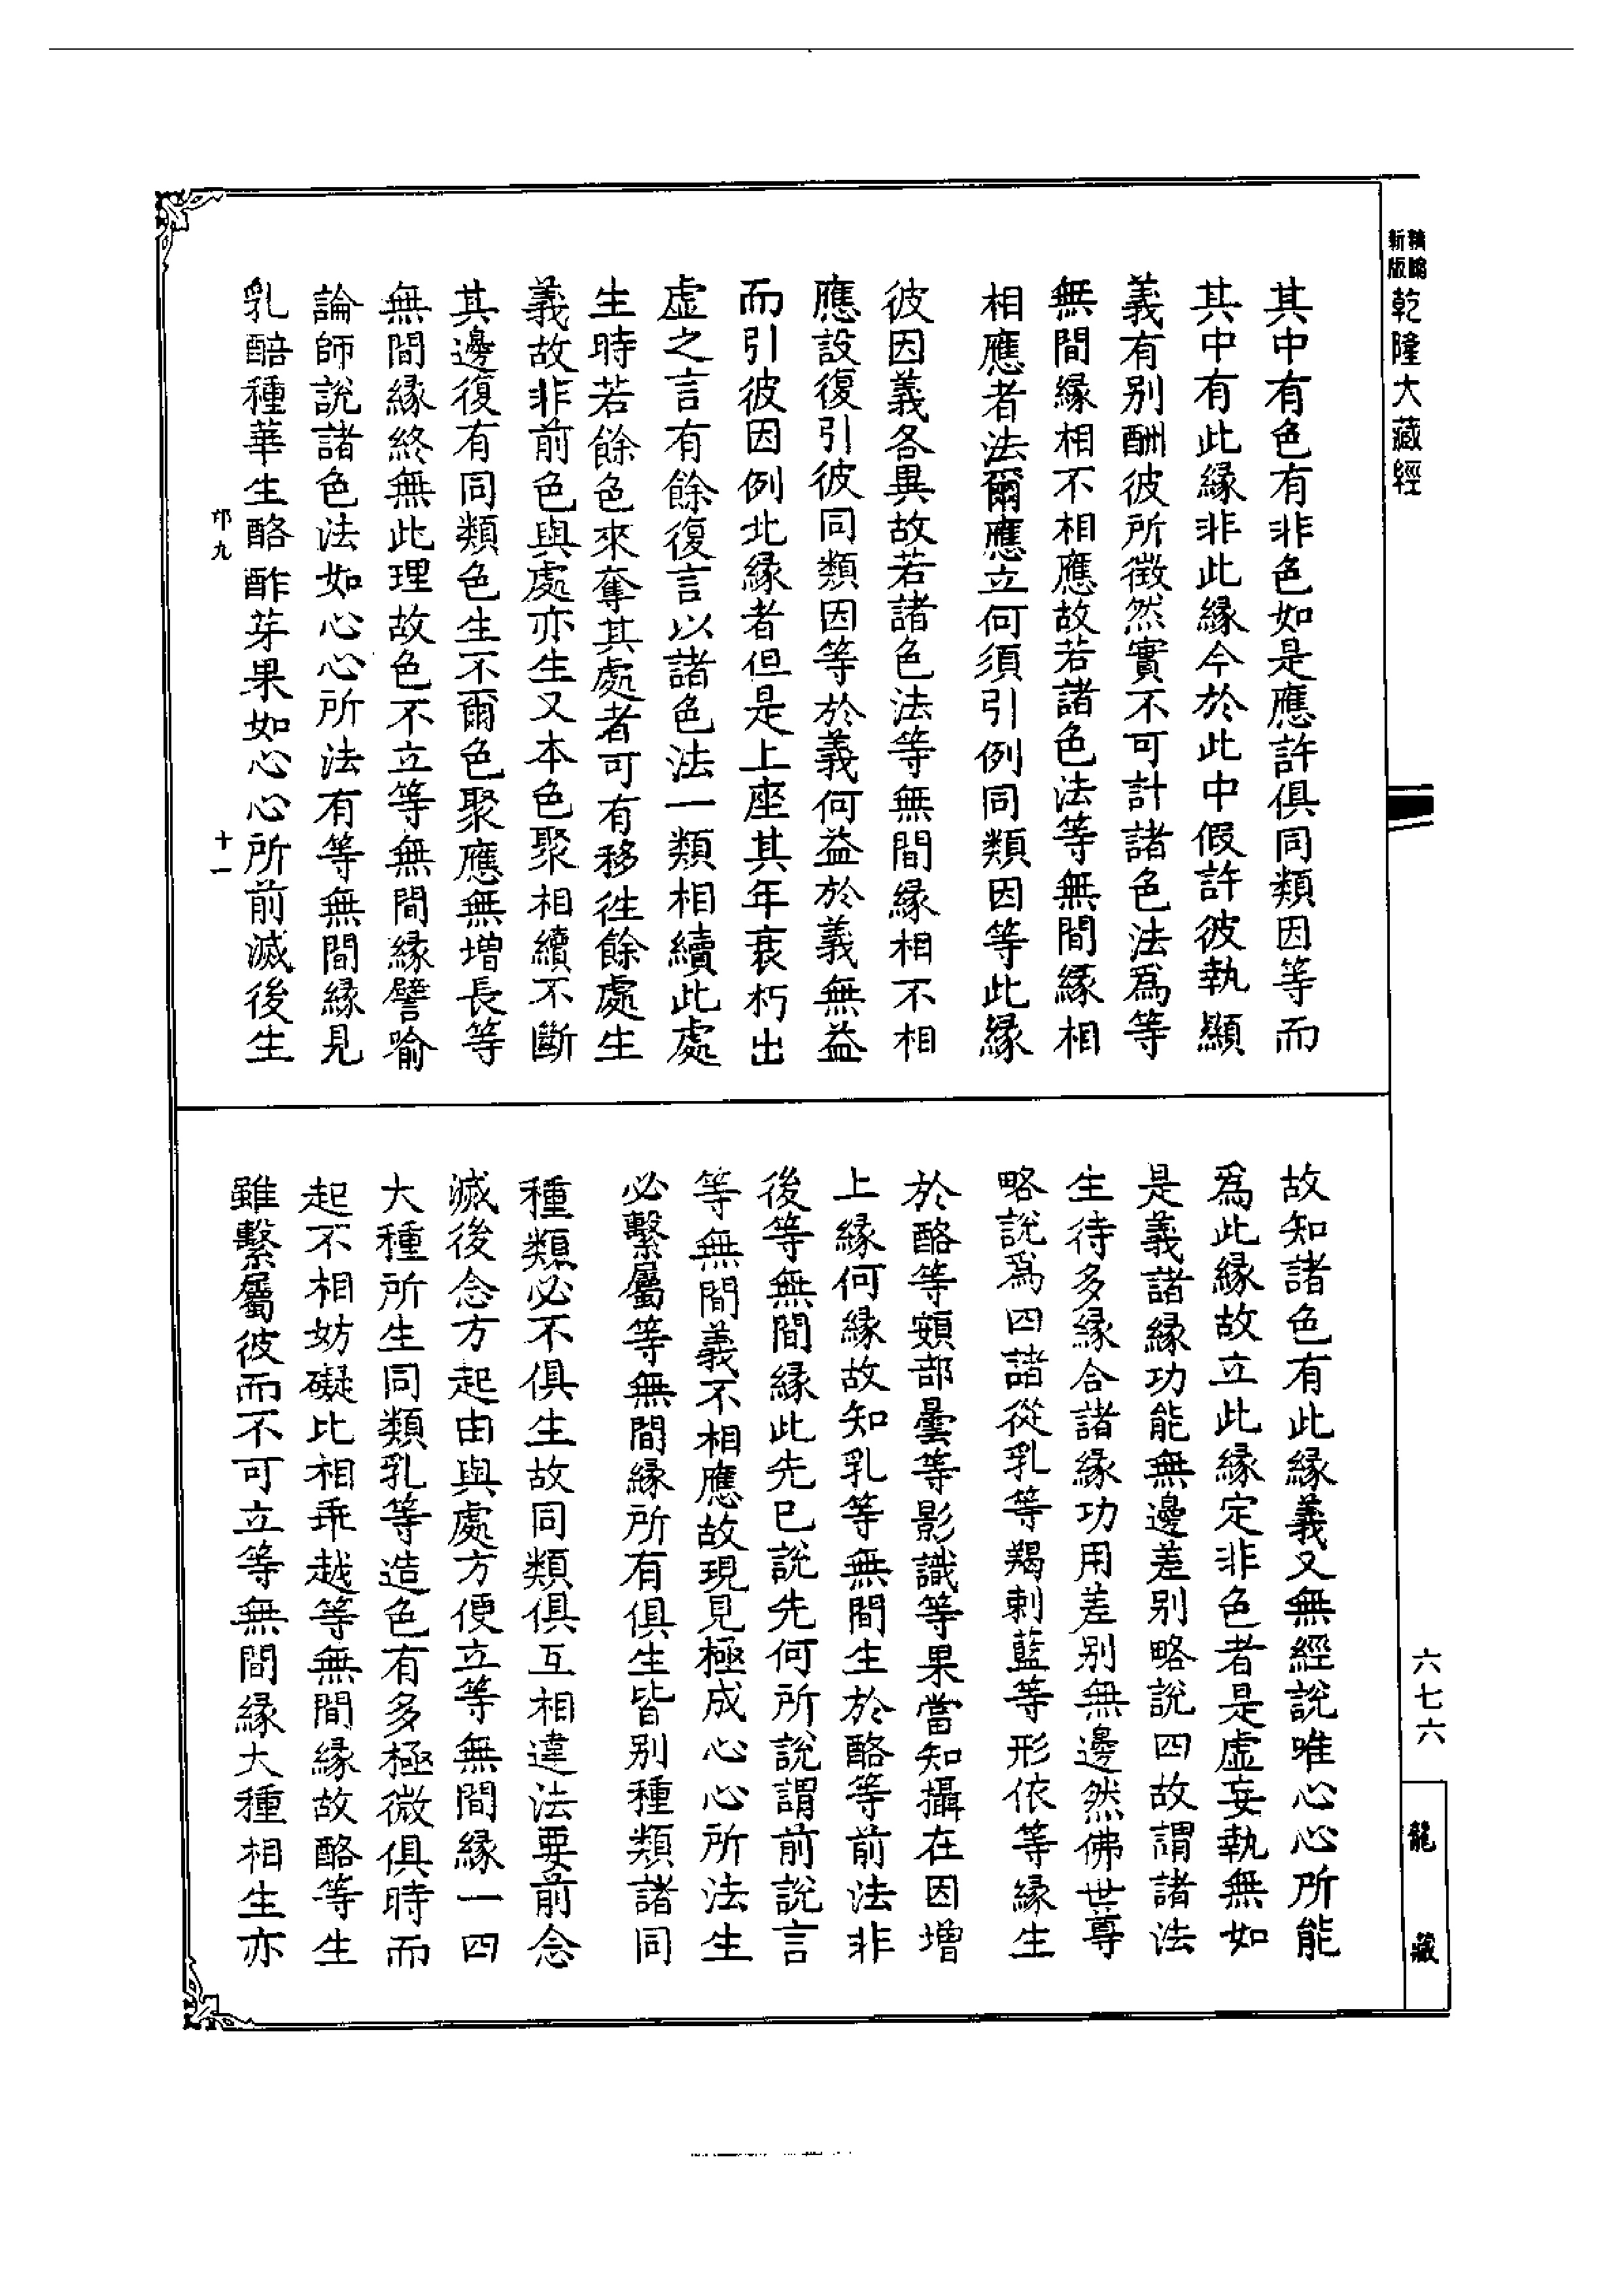 新版
精縮
乾隆大藏經
其中有色有非色如是應許俱同類因等而
其中有此緣非此緣今於此中假許彼執顯
義有別酬彼所徵然實不可計諸色法為等
無間緣相不相應故若諸色法等無間緣相
相應者法爾應立何須引例同類因等此緣
彼因義各異故若諸色法等無間緣相不相
應設復引彼同類因等於義何益於義無益
而引彼因例此緣者但是上座其年衰朽出
虛之言有餘復言以諸色法一類相續此處
生時若餘色來奪其處者可有移往餘處生
義故非前色與處亦生又本色聚相續不斷
其邊復有同類色生不爾色聚應無增長等
無間緣終無此理故色不立等無間緣譬喻
論師說諸色法如心心所法有等無間緣見
乳醅種華生酪酢芽果如心心所前滅後生
邙九
十一
故知諸色有此緣義又無經說唯心心所能
為此緣故立此緣定非色者是虛妄執無如
是義諸緣功能無邊差別略說四故謂諸法
生待多緣合諸緣功用差別無邊然佛世尊
略說為四諸從乳等羯剌藍等形依等緣生
於酪等頞部曇等影識等果當知攝在因增
上緣何緣故知乳等無間生於酪等前法非
後等無間緣此先已說先何所說謂前說言
等無間義不相應故現見極成心心所法生
必繫屬等無間緣所有俱生皆別種類諸同
種類必不俱生故同類俱互相違法要前念
滅後念方起由與處方便立等無間緣一四
大種所生同類乳等造色有多極微俱時而
起不相妨礙比相乖越等無間緣故酪等生
雖繫屬彼而不可立等無間緣大種相生亦
六七六
龍藏